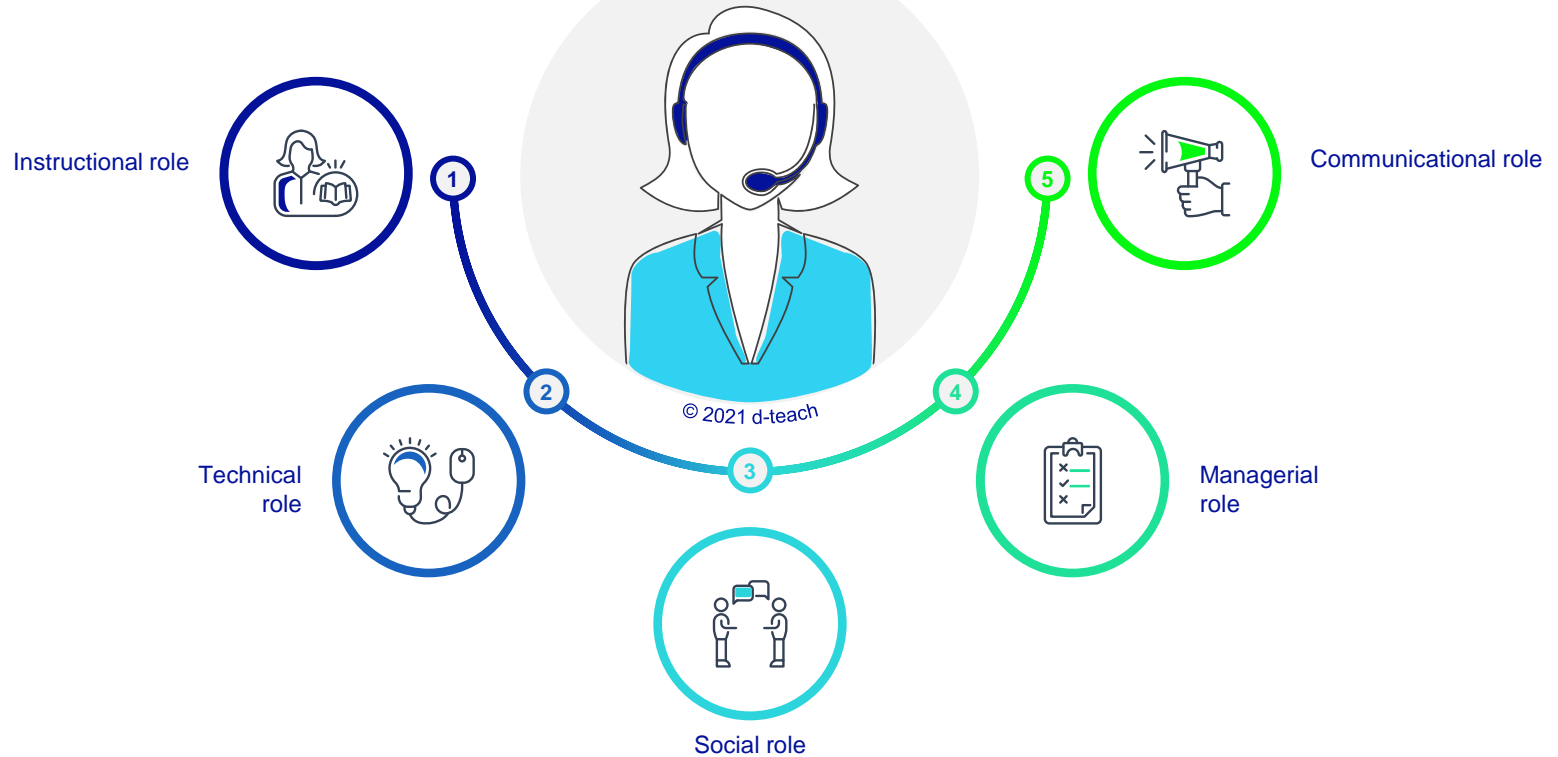 Instructional role
1
5
Communicational role
2
4
© 2021 d-teach
3
Technical
role
Managerial
role
Social role